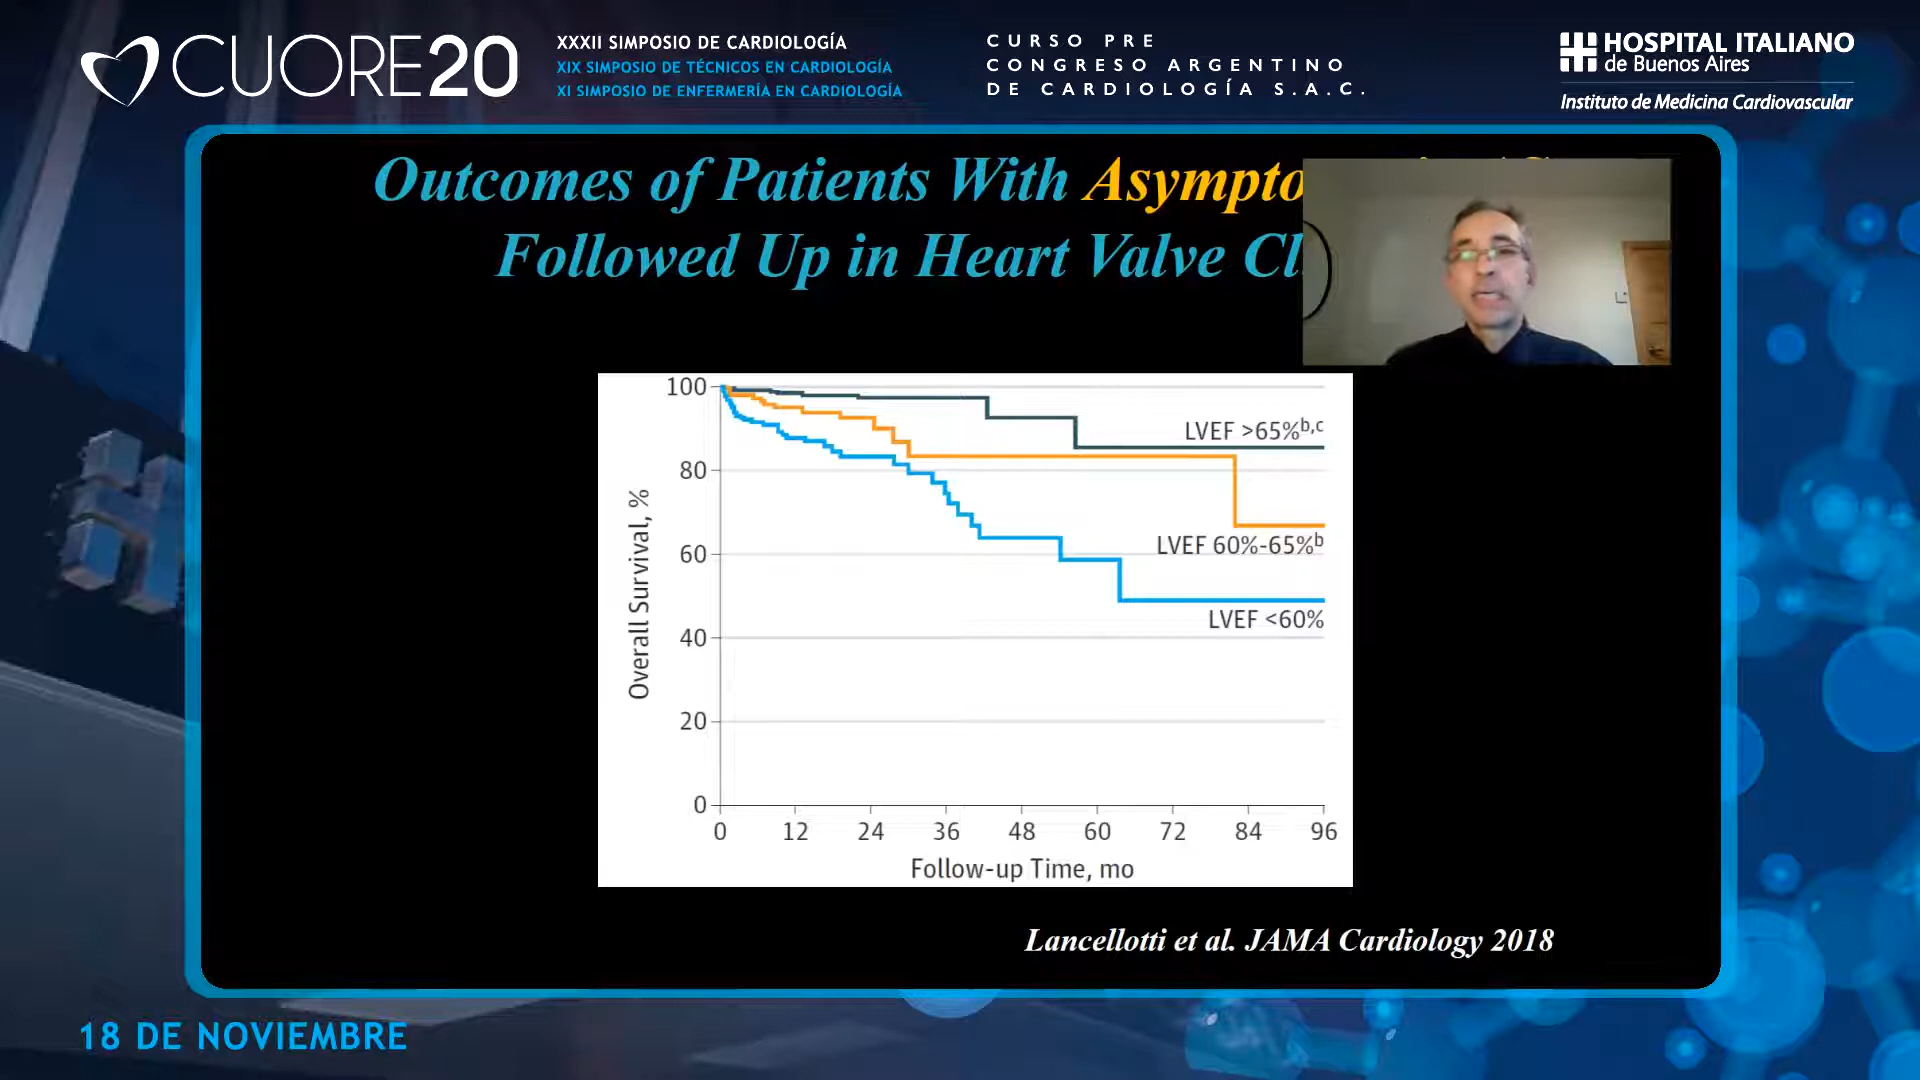 CUORE20
XXXII SIMPOSIO DE CARDIOLOGÍA
XIX SIMPOSIO DE TÉCNICOS EN CARDIOLOGÍA
XI SIMPOSIO DE ENFERMERÍA EN CARDIOLOGÍA
CURSO PRE
CONGRESO ARGENTINO
DE CARDIOLOGÍA S.A.C.
HOSPITAL ITALIANO
de Buenos Aires
Instituto de Medicina Cardiovascular
Outcomes of Patients With
Followed Up in Heart Valve
100
80
60
40
20
0
Overall Survival, %
LVEF >65%b,c
LVEF 60%-65%b
LVEF <60%
0 12 24 36 48 60 72 84 96
Follow-up Time, mo
Lancellotti et al. JAMA Cardiology 2018
18 DE NOVIEMBRE